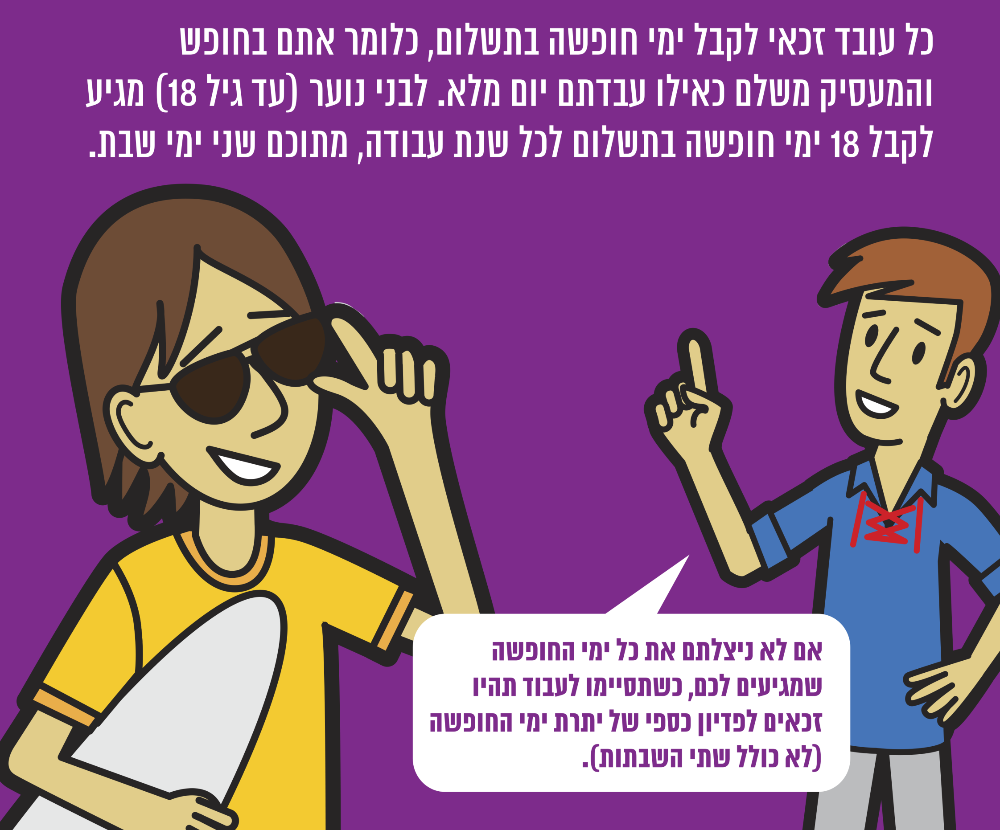 כל עובד זכאי לקבל ימי חופשה בתשלום, כלומר אתם בחופש
והמעסיק משלם כאילו עבדתם יום מלא. לבני נוער (עד גיל 18) מגיע
לקבל 18 ימי חופשה בתשלום לכל שנת עבודה, מתוכם שני ימי שבת.
אם לא ניצלתם את כל ימי החופשה
שמגיעים לכם, כשתסיימו לעבוד תהיו
זכאים לפדיון כספי של יתרת ימי החופשה
(לא כולל שתי השבתות).